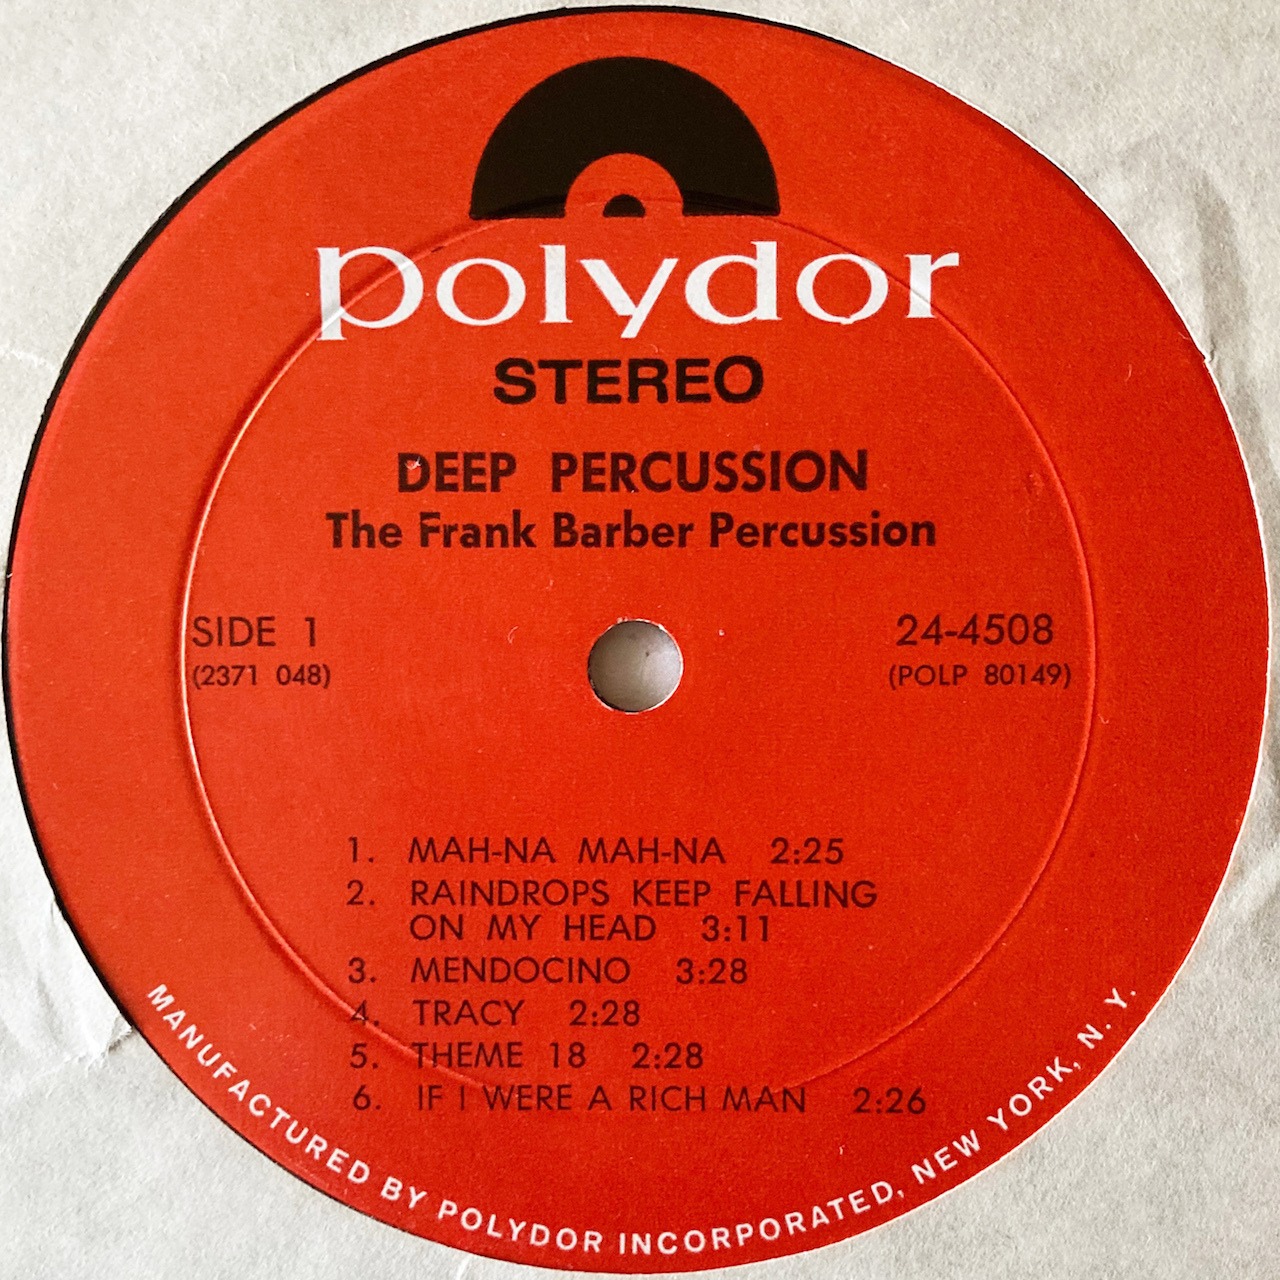 polydor
STEREO
DEEP PERCUSSION
The Frank Barber Percussion
SIDE 1
(2371 048)
24-4508
(POLP 80149)
1. MAH-NA MAH-NA 2:25
2. RAINDROPS KEEP FALLING
ON MY HEAD 3:11
3. MENDOCINO 3:28
4. TRACY 2:28
5. THEME 18 2:28
6. IF I WERE A RICH MAN 2:26
MANUFACTURED BY POLYDOR INCORPORATED, NEW YORK, N. Y.